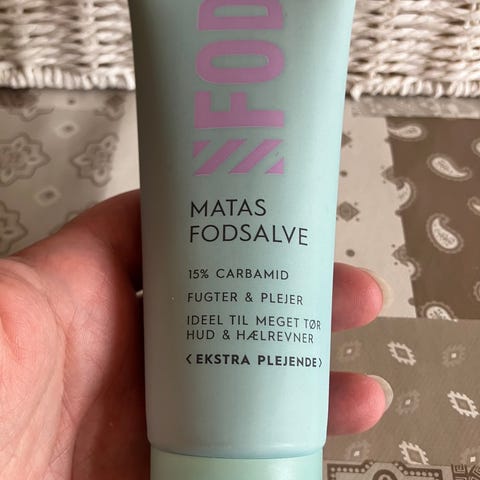 FOD
MATAS
FODSALVE
15% CARBAMID
FUGTER & PLEJER
IDEEL TIL MEGET TØR
HUD & HÆLREVNER
<EKSTRA PLEJENDE>